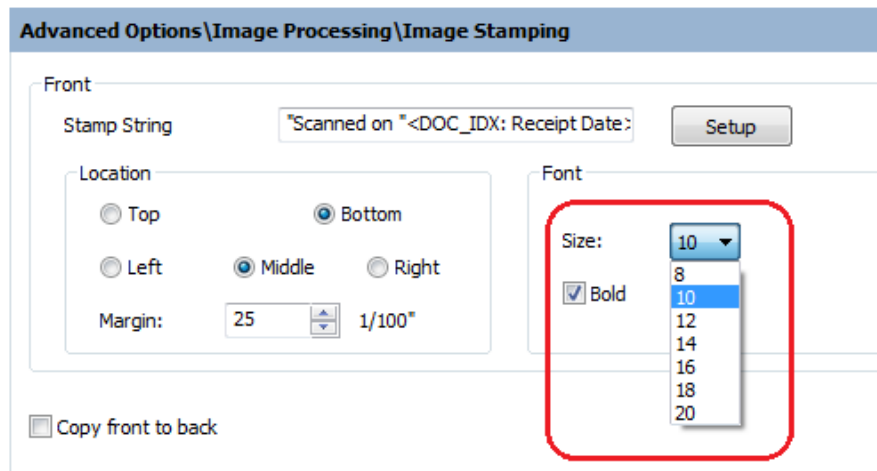 Advanced Options\Image Processing\Image Stamping
Front
Stamp String "Scanned on "<DOC_IDX: Receipt Date> Setup
Location
Top Bottom
Left Middle Right
Margin: 25 1/100"
Font
Size: 10
Bold
8
10
12
14
16
18
20
Copy front to back